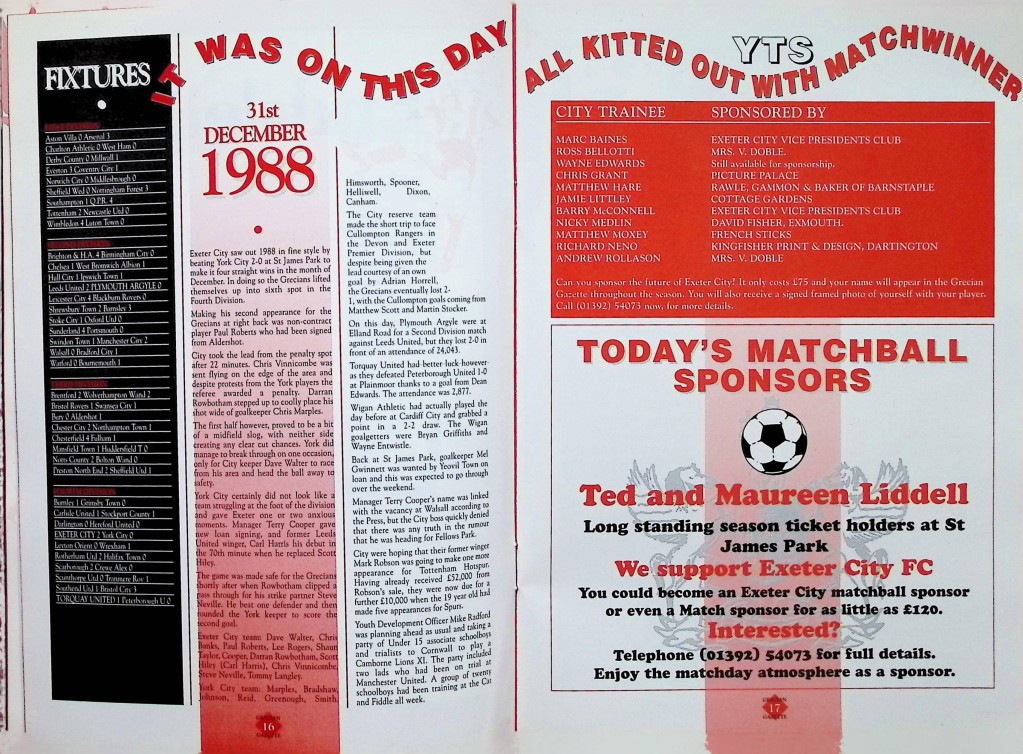 FIXTURES
Aston Villa 0 Arsenal 3
Charlton Athletic 0 West Ham 0
Derby County 0 Millwall 1
Everton 3 Coventry City 1
Norwich City 0 Middlesbrough 0
Sheffield Wed 0 Nottingham Forest 3
Southampton 1 Q.P.R. 4
Tottenham 2 Newcastle Utd 0
Wimbledon 4 Luton Town 0
SECOND DIVISION
Brighton & H.A. 4 Birmingham City 0
Chelsea 1 West Bromwich Albion 1
Hull City 1 Ipswich Town 1
Leeds United 2 PLYMOUTH ARGYLE 0
Leicester City 4 Blackburn Rovers 0
Shrewsbury Town 2 Barnsley 3
Stoke City 1 Oxford Utd 0
Sunderland 4 Portsmouth 0
Swindon Town 1 Manchester City 2
Walsall 0 Bradford City 1
Watford 0 Bournemouth 1
THIRD DIVISION
Brentford 2 Wolverhampton Wand 2
Bristol Rovers 1 Swansea City 1
Bury 0 Aldershot 1
Chester City 2 Northampton Town 1
Chesterfield 4 Fulham 1
Mansfield Town 1 Huddersfield T 0
Notts County 2 Bolton Wand 0
Preston North End 2 Sheffield Utd 1
FOURTH DIVISION
Burnley 1 Grimsby Town 0
Carlisle United 1 Stockport County 1
Darlington 0 Hereford United 0
EXETER CITY 2 York City 0
Leyton Orient 0 Wrexham 1
Rotherham Utd 2 Halifax Town 0
Scarborough 2 Crewe Alex 0
Scunthorpe Utd 0 Tranmere Rov 1
Southend Utd 1 Bristol City 3
TORQUAY UNITED 1 Peterborough U 0
IT WAS ON THIS DAY
31st
DECEMBER
1988
Exeter City saw out 1988 in fine style by
beating York City 2-0 at St James Park to
make it four straight wins in the month of
December. In doing so the Grecians lifted
themselves up into sixth spot in the
Fourth Division.
Making his second appearance for the
Grecians at right back was non-contract
player Paul Roberts who had been signed
from Aldershot.
City took the lead from the penalty spot
after 22 minutes. Chris Vinnicombe was
sent flying on the edge of the area and
despite protests from the York players the
referee awarded a penalty. Darran
Rowbotham stepped up to coolly place his
shot wide of goalkeeper Chris Marples.
The first half however, proved to be a bit
of a midfield slog, with neither side
creating any clear cut chances. York did
manage to break through on one occasion,
only for City keeper Dave Walter to race
from his area and head the ball away to
safety.
York City certainly did not look like a
team struggling at the foot of the division
and gave Exeter one or two anxious
moments. Manager Terry Cooper gave
new loan signing, and former Leeds
United winger, Carl Harris his debut in
the 70th minute when he replaced Scott
Hiley.
The game was made safe for the Grecians
shortly after when Rowbotham clipped a
pass through for his strike partner Steve
Neville. He best one defender and then
rounded the York keeper to score the
second goal.
Exeter City team: Dave Walter, Chris
Banks, Paul Roberts, Lee Rogers, Shaun
Taylor, Cooper, Darran Rowbotham, Scott
Hiley (Carl Harris), Chris Vinnicombe,
Steve Neville, Tommy Langley.
York City team: Marples, Bradshaw,
Johnson, Reid, Greenough, Smith,
Himsworth, Spooner,
Helliwell, Dixon,
Canham.
The City reserve team
made the short trip to face
Cullompton Rangers in
the Devon and Exeter
Premier Division, but
despite being given the
lead courtesy of an own
goal by Adrian Horrell,
the Grecians eventually lost 2-
1, with the Cullompton goals coming from
Matthew Scott and Martin Stocker.
On this day, Plymouth Argyle were at
Elland Road for a Second Division match
against Leeds United, but they lost 2-0 in
front of an attendance of 24,043.
Torquay United had better luck however
as they defeated Peterborough United 1-0
at Plainmoor thanks to a goal from Dean
Edwards. The attendance was 2,877.
Wigan Athletic had actually played the
day before at Cardiff City and grabbed a
point in a 2-2 draw. The Wigan
goalgetters were Bryan Griffiths and
Wayne Entwistle.
Back at St James Park, goalkeeper Mel
Gwinnett was wanted by Yeovil Town on
loan and this was expected to go through
over the weekend.
Manager Terry Cooper's name was linked
with the vacancy at Walsall according to
the Press, but the City boss quickly denied
that there was any truth in the rumour
that he was heading for Fellows Park.
City were hoping that their former winger
Mark Robson was going to make one more
appearance for Tottenham Hotspur.
Having already received £52,000 from
Robson's sale, they were now due for a
further £10,000 when the 19 year old had
made five appearances for Spurs.
Youth Development Officer Mike Radford
was planning ahead as usual and taking a
party of Under 15 associate schoolboys
and trialists to Cornwall to play a
Camborne Lions XI. The party included
two lads who had been on trial at
Manchester United. A group of twenty
schoolboys had been training at the Cat
and Fiddle all week.
GRECIAN
16
GAZETTE
YTS
ALL KITTED OUT WITH MATCHWINNER
CITY TRAINEE SPONSORED BY
MARC BAINES EXETER CITY VICE PRESIDENTS CLUB
ROSS BELLOTTI MRS. V. DOBLE.
WAYNE EDWARDS Still available for sponsorship.
CHRIS GRANT PICTURE PALACE
MATTHEW HARE RAWLE, GAMMON & BAKER OF BARNSTAPLE
JAMIE LITTLEY COTTAGE GARDENS
BARRY McCONNELL EXETER CITY VICE PRESIDENTS CLUB
NICKY MEDLIN DAVID FISHER, EXMOUTH.
MATTHEW MOXEY FRENCH STICKS
RICHARD NENO KINGFISHER PRINT & DESIGN, DARTINGTON
ANDREW ROLLASON MRS. V. DOBLE
Can you sponsor the future of Exeter City? It only costs £75 and your name will appear in the Grecian
Gazette throughout the season. You will also receive a signed framed photo of yourself with your player.
Call (01392) 54073 now, for more details.
TODAY'S MATCHBALL
SPONSORS
Ted and Maureen Liddell
Long standing season ticket holders at St
James Park
We support Exeter City FC
You could become an Exeter City matchball sponsor
or even a Match sponsor for as little as £120.
Interested?
Telephone (01392) 54073 for full details.
Enjoy the matchday atmosphere as a sponsor.
GRECIAN
17
GAZETTE